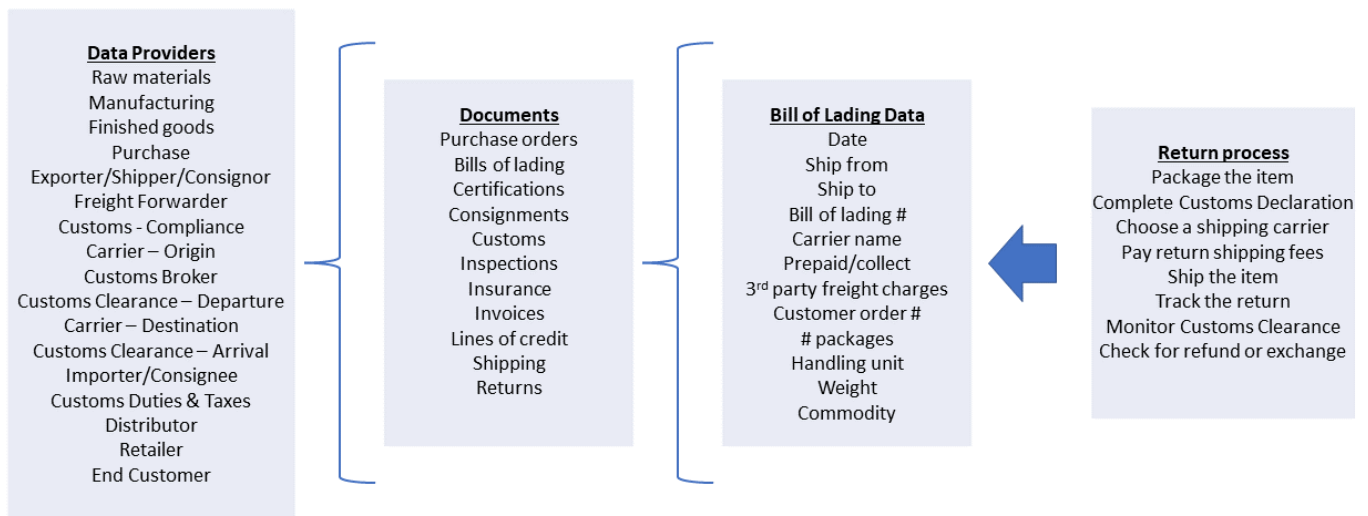 Data Providers
Raw materials
Manufacturing
Finished goods
Purchase
Exporter/Shipper/Consignor
Freight Forwarder
Customs - Compliance
Carrier – Origin
Customs Broker
Customs Clearance – Departure
Carrier – Destination
Customs Clearance – Arrival
Importer/Consignee
Customs Duties & Taxes
Distributor
Retailer
End Customer
Documents
Purchase orders
Bills of lading
Certifications
Consignments
Customs
Inspections
Insurance
Invoices
Lines of credit
Shipping
Returns
Bill of Lading Data
Date
Ship from
Ship to
Bill of lading #
Carrier name
Prepaid/collect
3rd party freight charges
Customer order #
# packages
Handling unit
Weight
Commodity
Return process
Package the item
Complete Customs Declaration
Choose a shipping carrier
Pay return shipping fees
Ship the item
Track the return
Monitor Customs Clearance
Check for refund or exchange